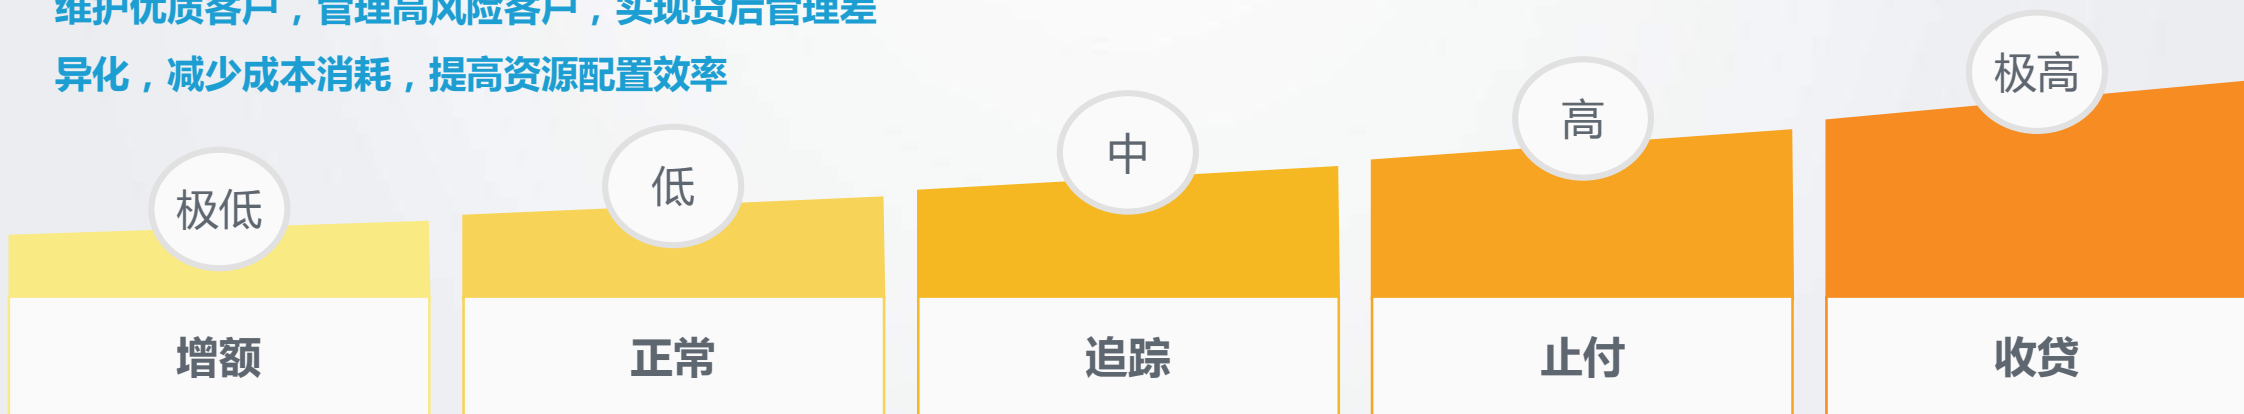 维护优质客户，管理高风险客户，实现贷后管理差
异化，减少成本消耗，提高资源配置效率
极低
低
中
高
极高
增额
正常
追踪
止付
收贷